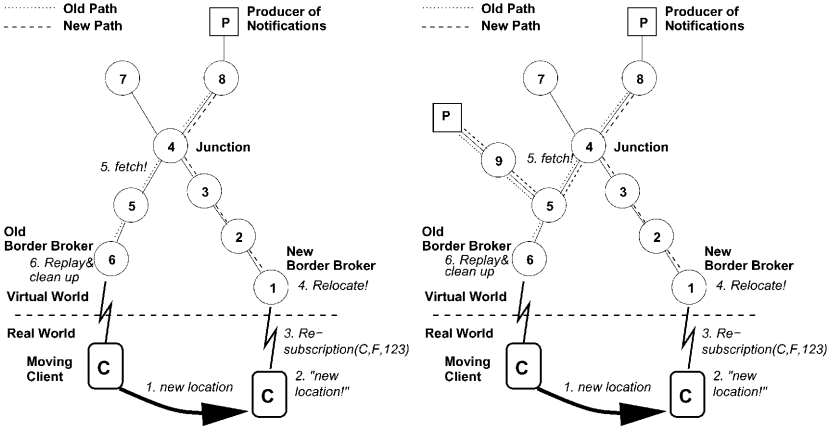 Old Path
New Path
P
Producer of
Notifications
7
8
4
Junction
5. fetch!
3
5
2
Old
Border Broker
6
6. Replay&
clean up
New
Border Broker
1
4. Relocate!
Virtual World
Real World
3. Re-
subscription(C,F,123)
Moving
Client
C
2. "new
location!"
1. new location
C
Old Path
New Path
P
Producer of
Notifications
7
8
P
4
Junction
9
5. fetch!
3
5
2
Old
Border Broker
6
6. Replay&
clean up
New
Border Broker
1
4. Relocate!
Virtual World
Real World
3. Re-
subscription(C,F,123)
Moving
Client
C
2. "new
location!"
1. new location
C